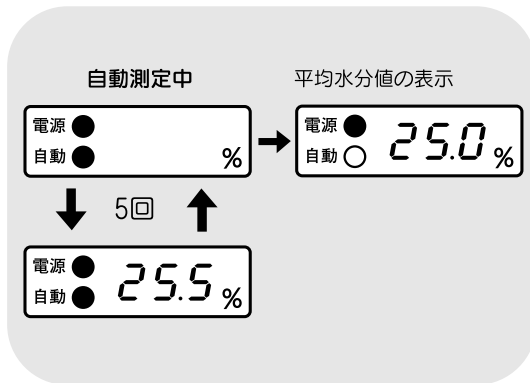 自動測定中
平均水分値の表示
電源
自動
%
電源
自動
25.0 %
5回
電源
自動
25.5 %